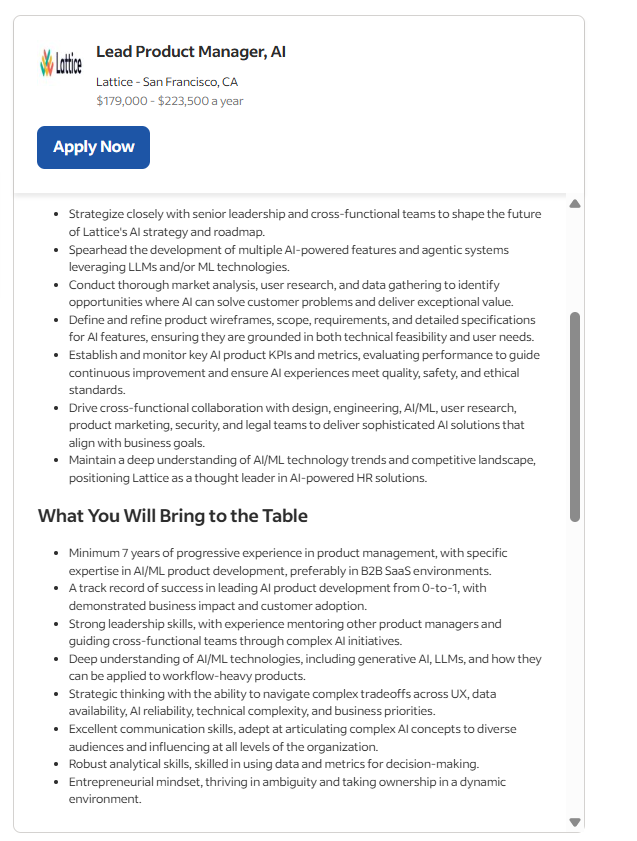 Lattice
Lead Product Manager, AI
Lattice - San Francisco, CA
$179,000 - $223,500 a year
Apply Now
• Strategize closely with senior leadership and cross-functional teams to shape the future
of Lattice's AI strategy and roadmap.
• Spearhead the development of multiple AI-powered features and agentic systems
leveraging LLMs and/or ML technologies.
• Conduct thorough market analysis, user research, and data gathering to identify
opportunities where AI can solve customer problems and deliver exceptional value.
• Define and refine product wireframes, scope, requirements, and detailed specifications
for AI features, ensuring they are grounded in both technical feasibility and user needs.
• Establish and monitor key AI product KPIs and metrics, evaluating performance to guide
continuous improvement and ensure AI experiences meet quality, safety, and ethical
standards.
• Drive cross-functional collaboration with design, engineering, AI/ML, user research,
product marketing, security, and legal teams to deliver sophisticated AI solutions that
align with business goals.
• Maintain a deep understanding of AI/ML technology trends and competitive landscape,
positioning Lattice as a thought leader in AI-powered HR solutions.
What You Will Bring to the Table
• Minimum 7 years of progressive experience in product management, with specific
expertise in AI/ML product development, preferably in B2B SaaS environments.
• A track record of success in leading AI product development from 0-to-1, with
demonstrated business impact and customer adoption.
• Strong leadership skills, with experience mentoring other product managers and
guiding cross-functional teams through complex AI initiatives.
• Deep understanding of AI/ML technologies, including generative AI, LLMs, and how they
can be applied to workflow-heavy products.
• Strategic thinking with the ability to navigate complex tradeoffs across UX, data
availability, AI reliability, technical complexity, and business priorities.
• Excellent communication skills, adept at articulating complex AI concepts to diverse
audiences and influencing at all levels of the organization.
• Robust analytical skills, skilled in using data and metrics for decision-making.
• Entrepreneurial mindset, thriving in ambiguity and taking ownership in a dynamic
environment.